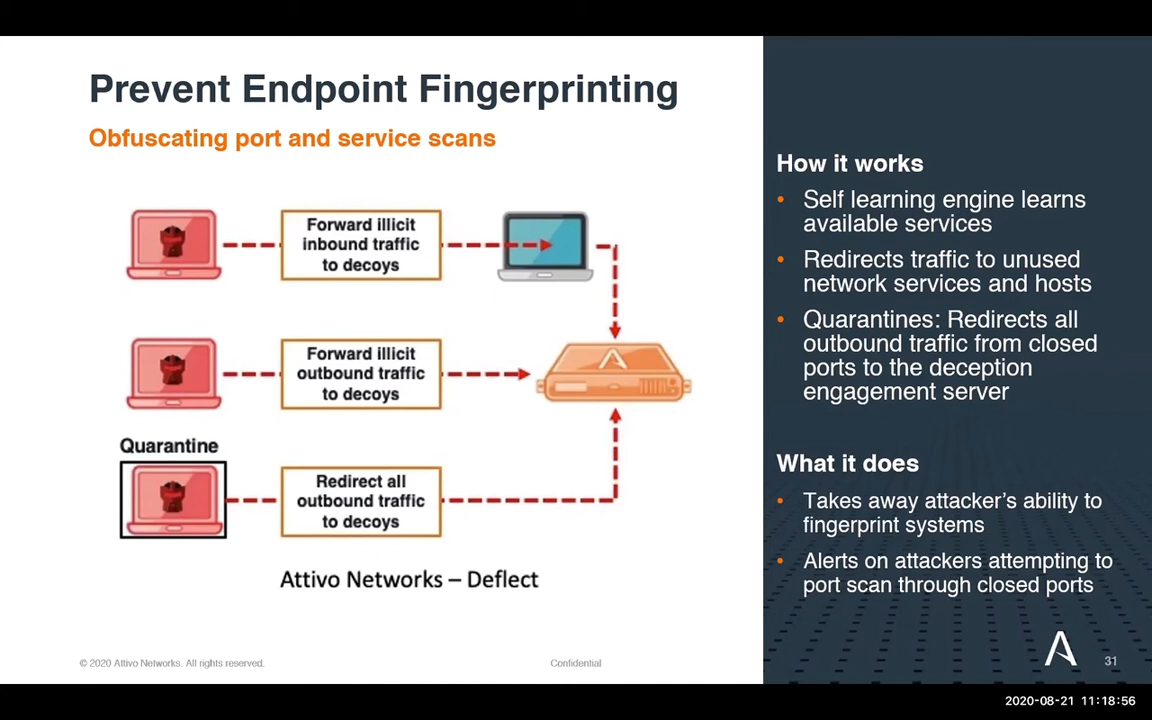 Prevent Endpoint Fingerprinting
Obfuscating port and service scans
Forward illicit
inbound traffic
to decoys
Forward illicit
outbound traffic
to decoys
Quarantine
Redirect all
outbound traffic
to decoys
Attivo Networks – Deflect
How it works
• Self learning engine learns
available services
• Redirects traffic to unused
network services and hosts
• Quarantines: Redirects all
outbound traffic from closed
ports to the deception
engagement server
What it does
• Takes away attacker’s ability to
fingerprint systems
• Alerts on attackers attempting to
port scan through closed ports
© 2020 Attivo Networks. All rights reserved.
Confidential
31
2020-08-21 11:18:56